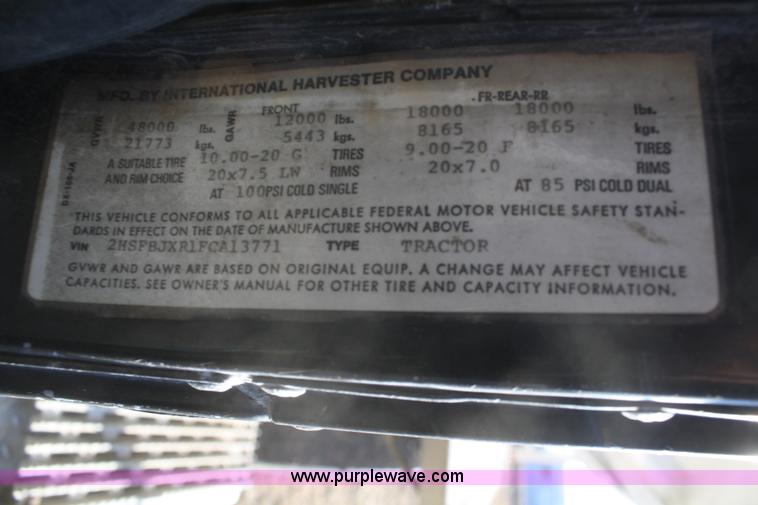 MFD. BY INTERNATIONAL HARVESTER COMPANY
FRONT -FR-REAR-RR
GVWR 48000 lbs. GAWR 12000 lbs. 18000 18000 lbs.
21773 kgs. 5443 kgs. 8165 8165 kgs.
A SUITABLE TIRE 10.00-20 G TIRES 9.00-20 F TIRES
AND RIM CHOICE 20x7.5 LW RIMS 20x7.0 RIMS
AT 100PSI COLD SINGLE AT 85 PSI COLD DUAL
THIS VEHICLE CONFORMS TO ALL APPLICABLE FEDERAL MOTOR VEHICLE SAFETY STAN-
DARDS IN EFFECT ON THE DATE OF MANUFACTURE SHOWN ABOVE.
VIN 2HSFBJXR1FCA13771 TYPE TRACTOR
GVWR AND GAWR ARE BASED ON ORIGINAL EQUIP. A CHANGE MAY AFFECT VEHICLE
CAPACITIES. SEE OWNER'S MANUAL FOR OTHER TIRE AND CAPACITY INFORMATION.
www.purplewave.com